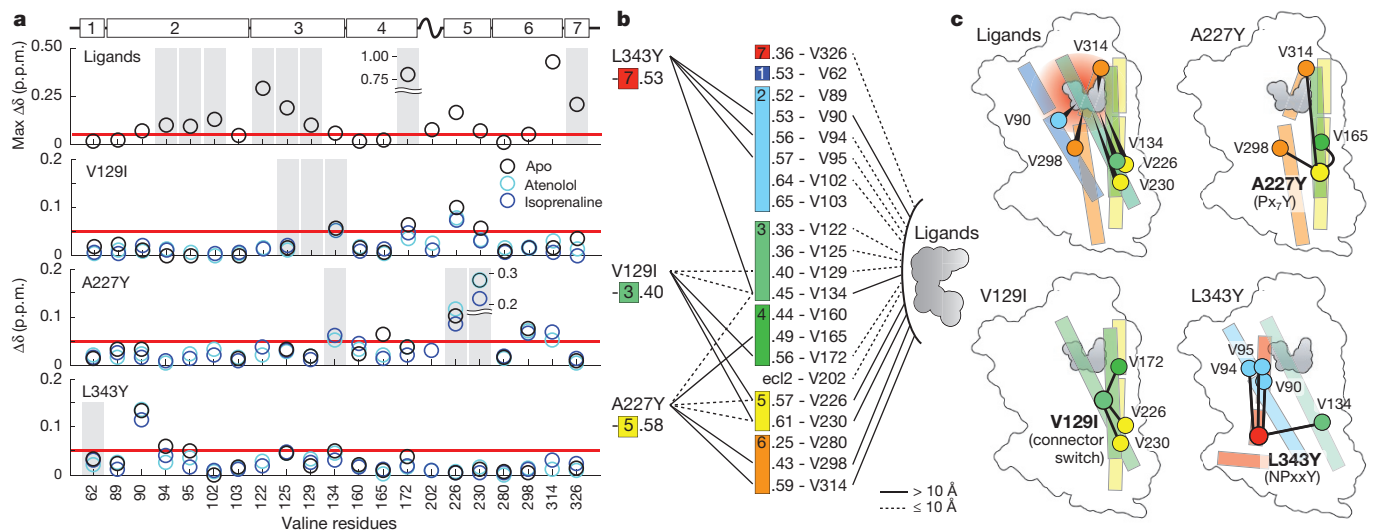 a
1 2 3 4 5 6 7
Ligands
Max Δδ (p.p.m.)
0.50
0.25
0
1.00
0.75
V129I
0.2
0.1
0
Apo
Atenolol
Isoprenaline
A227Y
Δδ (p.p.m.)
0.2
0.1
0
0.3
0.2
L343Y
0.2
0.1
0
62 89 90 94 95 102 103 122 125 129 134 160 165 172 202 226 230 280 298 314 326
Valine residues
b
L343Y
-7.53
V129I
-3.40
A227Y
-5.58
7.36 - V326
1.53 - V62
2.52 - V89
.53 - V90
.56 - V94
.57 - V95
.64 - V102
.65 - V103
3.33 - V122
.36 - V125
.40 - V129
.45 - V134
4.44 - V160
.49 - V165
.56 - V172
ecl2 - V202
5.57 - V226
.61 - V230
6.25 - V280
.43 - V298
.59 - V314
Ligands
> 10 Å
≤ 10 Å
c
Ligands
V314
V90
V298
V134
V226
V230
A227Y
V314
V165
V298
A227Y
(Px₇Y)
V129I
V172
V129I
(connector
switch)
V226
V230
L343Y
V95
V94
V90
V134
L343Y
(NPxxY)